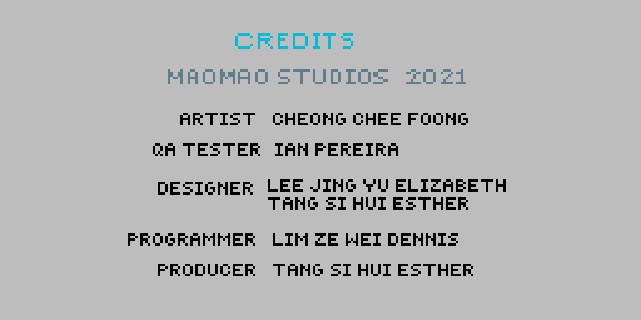 CREDITS
MAOMAO STUDIOS 2021
ARTIST CHEONG CHEE FOONG
QA TESTER IAN PEREIRA
DESIGNER LEE JING YU ELIZABETH
TANG SI HUI ESTHER
PROGRAMMER LIM ZE WEI DENNIS
PRODUCER TANG SI HUI ESTHER